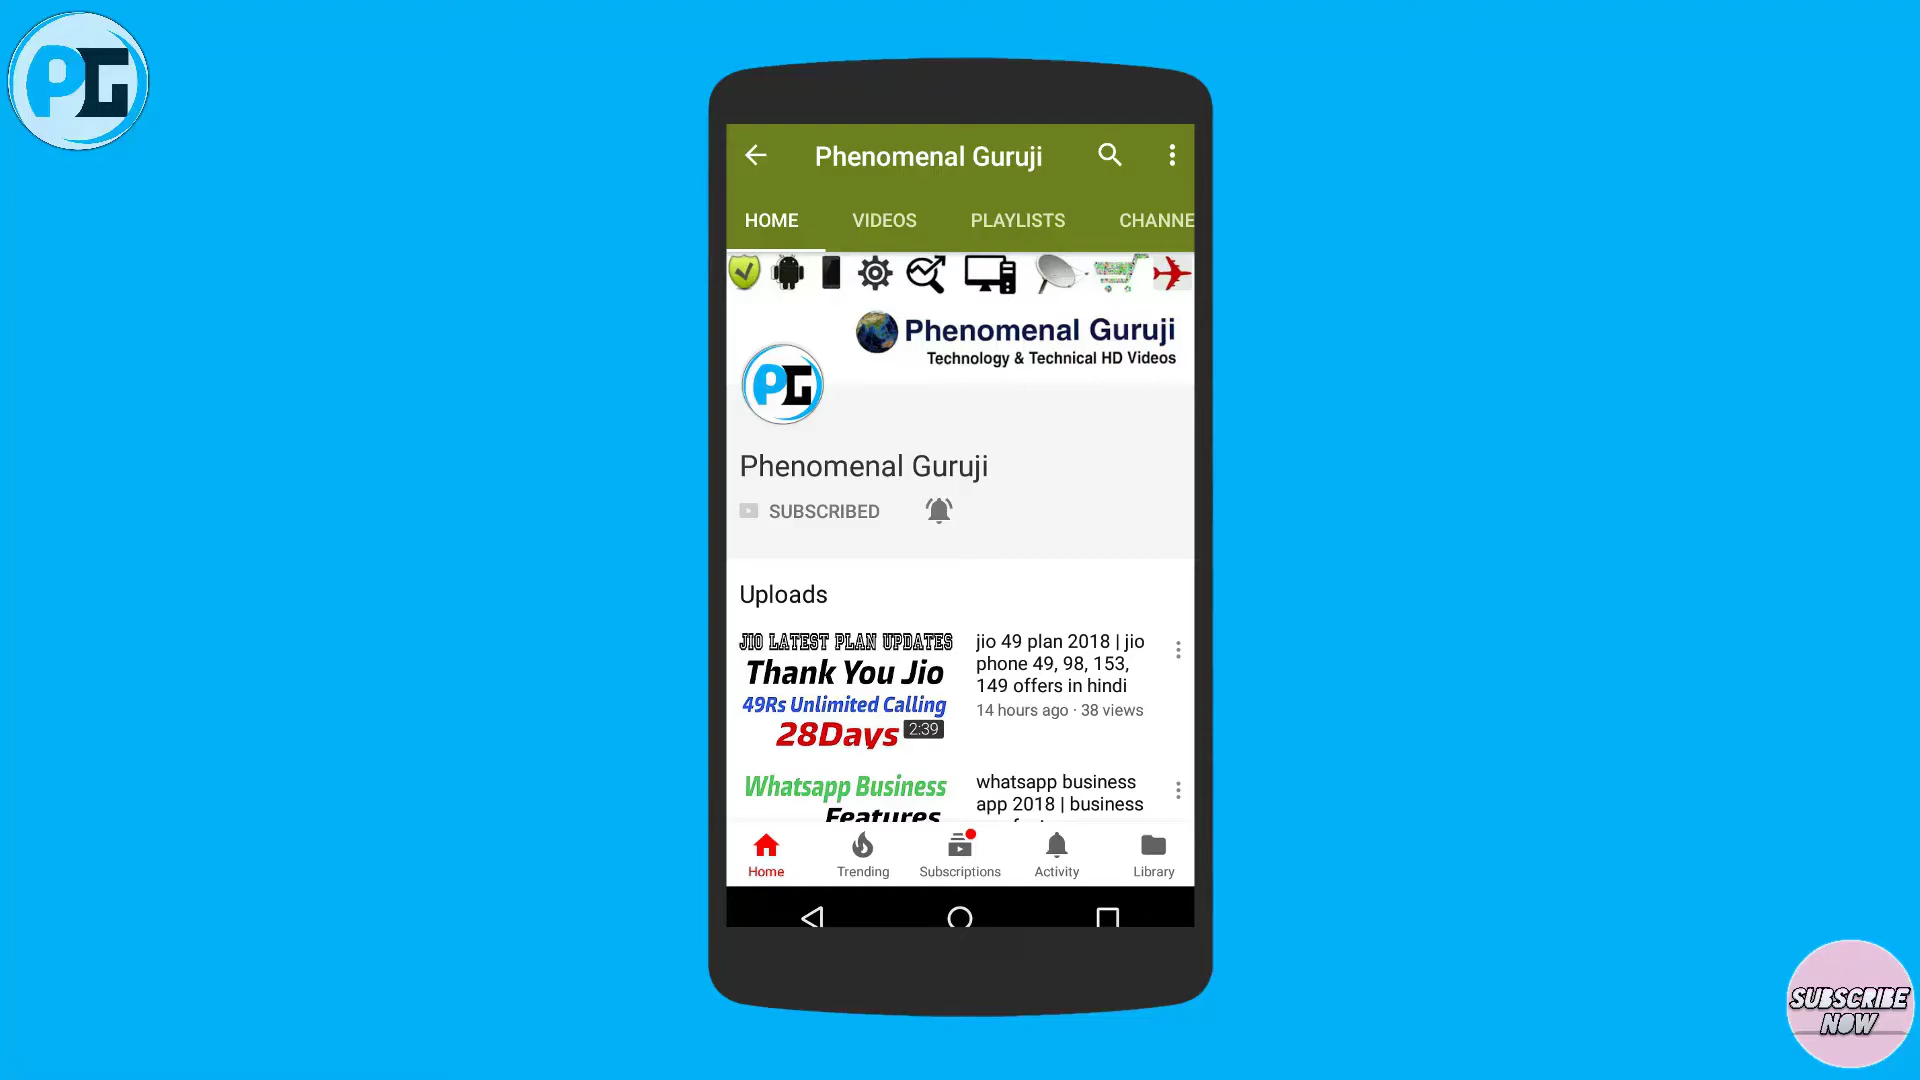 PG
Phenomenal Guruji
HOME VIDEOS PLAYLISTS CHANNE
Phenomenal Guruji
Technology & Technical HD Videos
PG
Phenomenal Guruji
SUBSCRIBED
Uploads
JIO LATEST PLAN UPDATES
Thank You Jio
49Rs Unlimited Calling
28Days 2:39
jio 49 plan 2018 | jio
phone 49, 98, 153,
149 offers in hindi
14 hours ago · 38 views
Whatsapp Business
Features
whatsapp business
app 2018 | business
Home Trending Subscriptions Activity Library
SUBSCRIBE
NOW